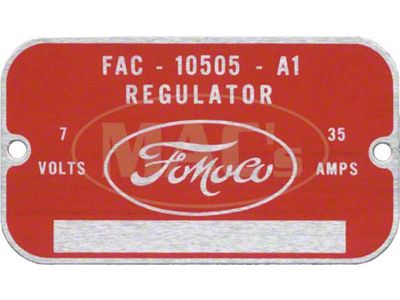 FAC - 10505 - A1
REGULATOR
7 VOLTS
35 AMPS
FoMoCo
MAC's